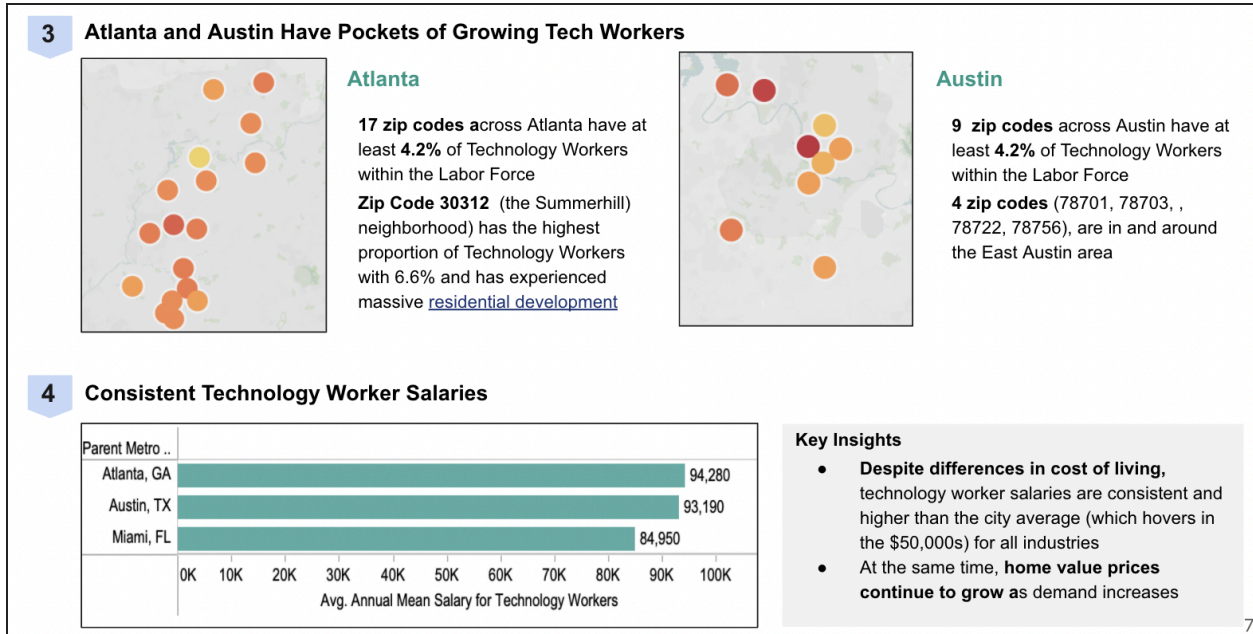 3
Atlanta and Austin Have Pockets of Growing Tech Workers
Atlanta
17 zip codes across Atlanta have at
least 4.2% of Technology Workers
within the Labor Force
Zip Code 30312 (the Summerhill)
neighborhood) has the highest
proportion of Technology Workers
with 6.6% and has experienced
massive residential development
Austin
9 zip codes across Austin have at
least 4.2% of Technology Workers
within the Labor Force
4 zip codes (78701, 78703, ,
78722, 78756), are in and around
the East Austin area
4
Consistent Technology Worker Salaries
Parent Metro ..
Atlanta, GA 94,280
Austin, TX 93,190
Miami, FL 84,950
0K 10K 20K 30K 40K 50K 60K 70K 80K 90K 100K
Avg. Annual Mean Salary for Technology Workers
Key Insights
● Despite differences in cost of living,
technology worker salaries are consistent and
higher than the city average (which hovers in
the $50,000s) for all industries
● At the same time, home value prices
continue to grow as demand increases
7